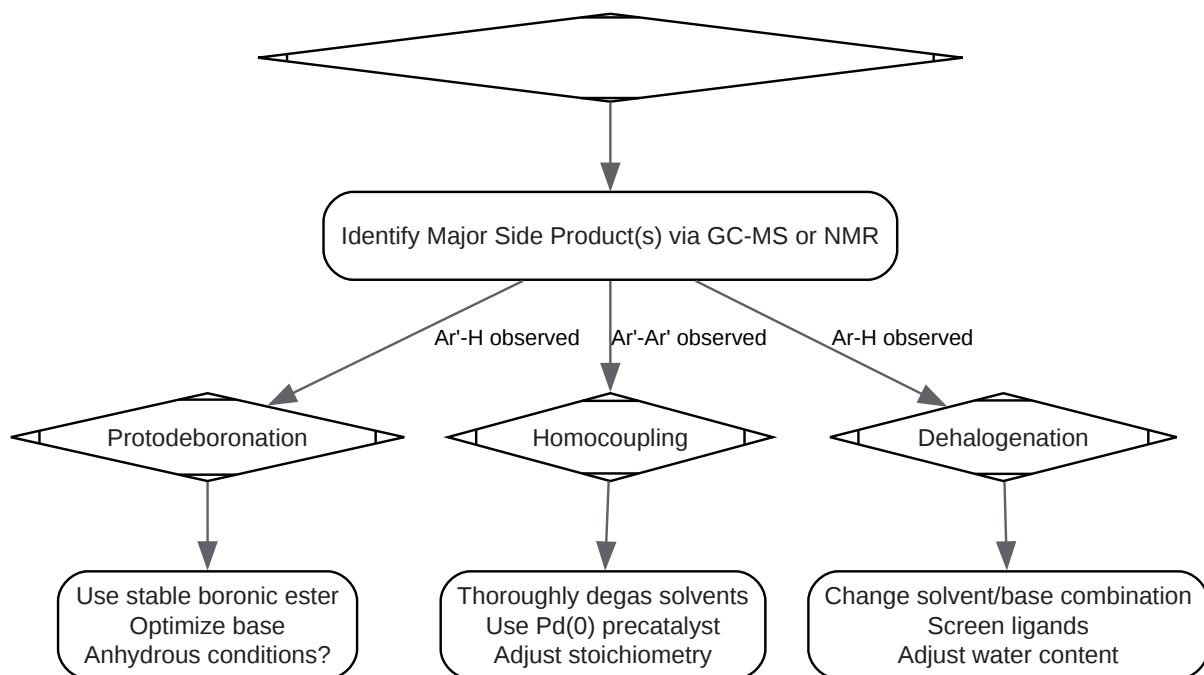 Identify Major Side Product(s) via GC-MS or NMR
Ar'-H observed
Ar'-Ar' observed
Ar-H observed
Protodeboronation
Homocoupling
Dehalogenation
Use stable boronic ester
Optimize base
Anhydrous conditions?
Thoroughly degas solvents
Use Pd(0) precatalyst
Adjust stoichiometry
Change solvent/base combination
Screen ligands
Adjust water content